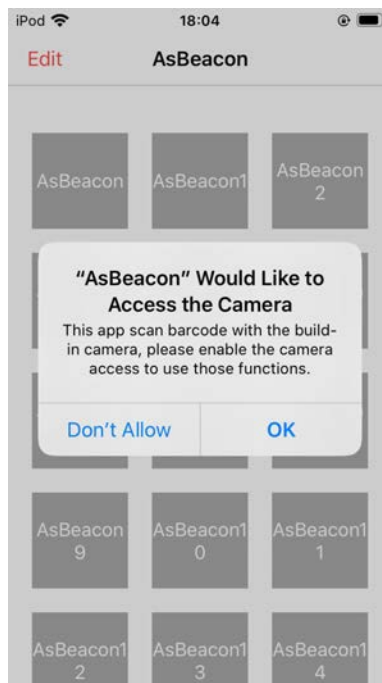 iPod
18:04
Edit
AsBeacon
AsBeacon
AsBeacon1
AsBeacon
2
“AsBeacon” Would Like to
Access the Camera
This app scan barcode with the build-
in camera, please enable the camera
access to use those functions.
Don’t Allow
OK
AsBeacon
9
AsBeacon1
0
AsBeacon1
1
AsBeacon1
2
AsBeacon1
3
AsBeacon1
4